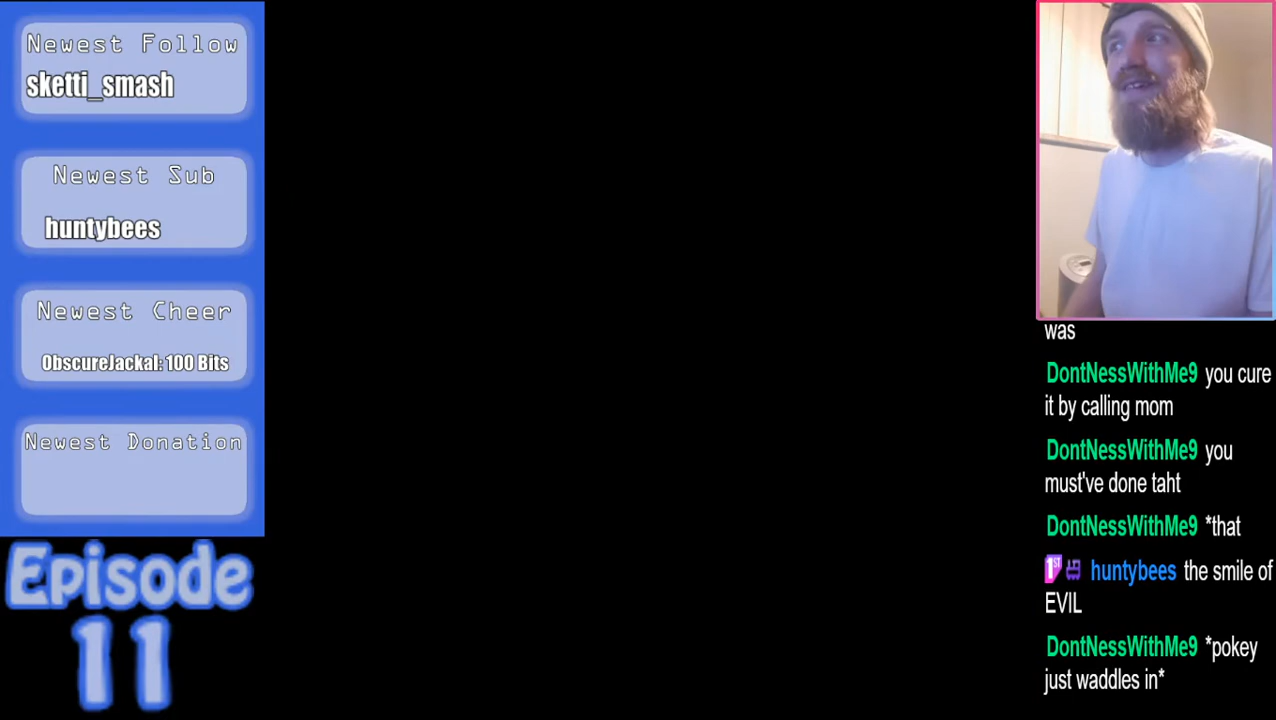 Newest Follow
sketti_smash
Newest Sub
huntybees
Newest Cheer
ObscureJackal: 100 Bits
Newest Donation
Episode
11
was
DontNessWithMe9 you cure
it by calling mom
DontNessWithMe9 you
must've done taht
DontNessWithMe9 *that
1ST huntybees the smile of
EVIL
DontNessWithMe9 *pokey
just waddles in*